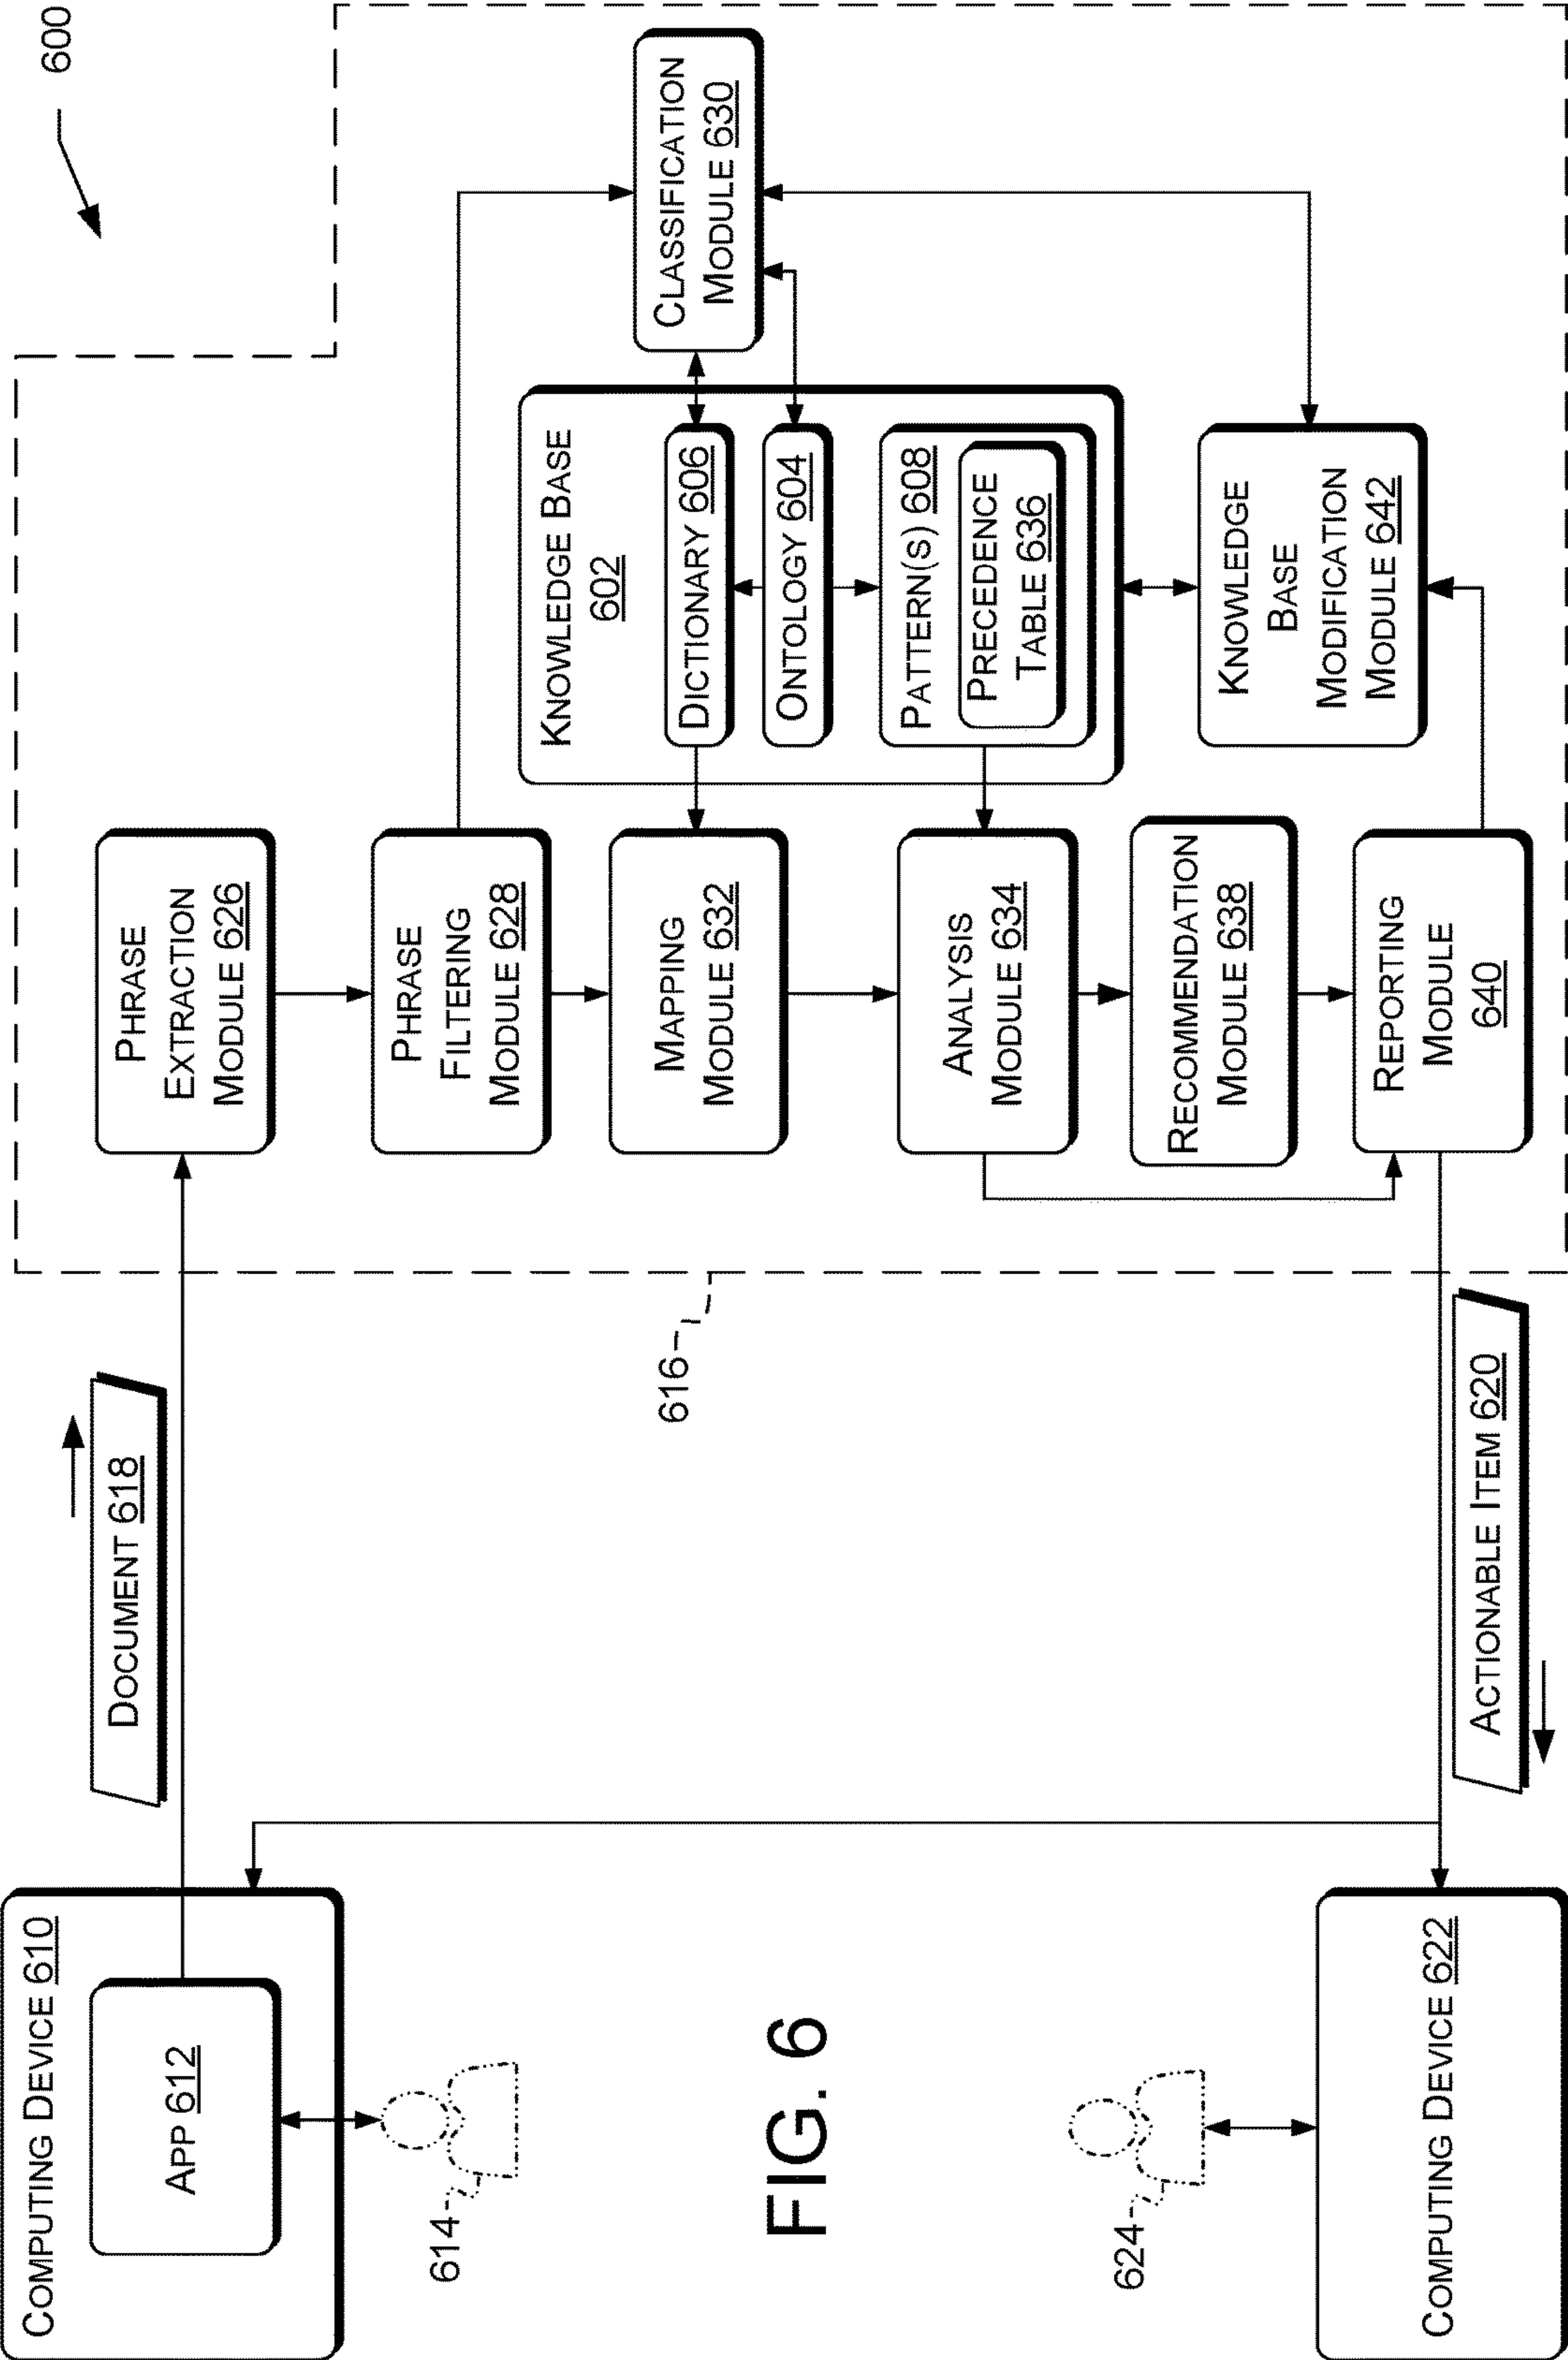 600
COMPUTING DEVICE 610
APP 612
614
DOCUMENT 618
PHRASE
EXTRACTION
MODULE 626
PHRASE
FILTERING
MODULE 628
MAPPING
MODULE 632
ANALYSIS
MODULE 634
RECOMMENDATION
MODULE 638
REPORTING
MODULE
640
KNOWLEDGE BASE
602
DICTIONARY 606
ONTOLOGY 604
PATTERN(S) 608
PRECEDENCE
TABLE 636
CLASSIFICATION
MODULE 630
KNOWLEDGE
BASE
MODIFICATION
MODULE 642
616
ACTIONABLE ITEM 620
624
COMPUTING DEVICE 622
FIG. 6